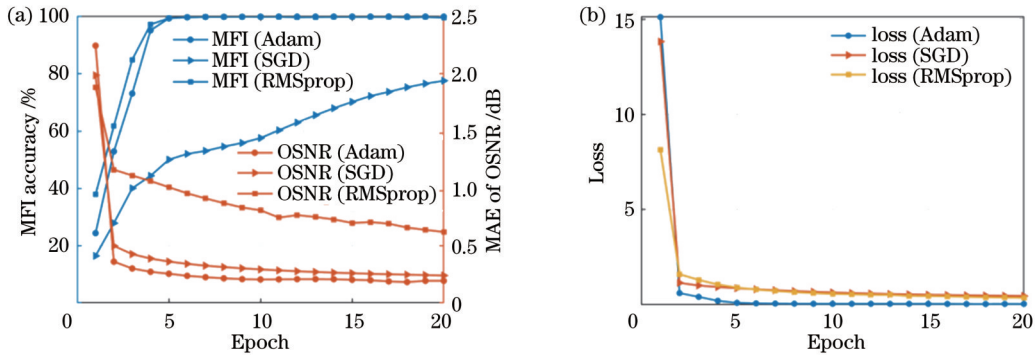 (a)
100
80
60
40
20
MFI accuracy /%
MFI (Adam)
MFI (SGD)
MFI (RMSprop)
OSNR (Adam)
OSNR (SGD)
OSNR (RMSprop)
2.5
2.0
1.5
1.0
0.5
0
MAE of OSNR /dB
0 5 10 15 20
Epoch
(b)
15
10
5
Loss
loss (Adam)
loss (SGD)
loss (RMSprop)
0 5 10 15 20
Epoch